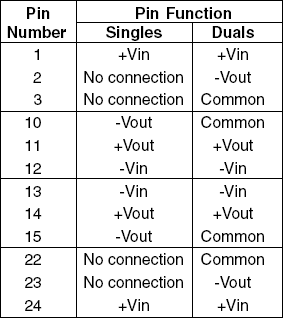 Pin Pin Function
Number Singles Duals
1 +Vin +Vin
2 No connection -Vout
3 No connection Common
10 -Vout Common
11 +Vout +Vout
12 -Vin -Vin
13 -Vin -Vin
14 +Vout +Vout
15 -Vout Common
22 No connection Common
23 No connection -Vout
24 +Vin +Vin